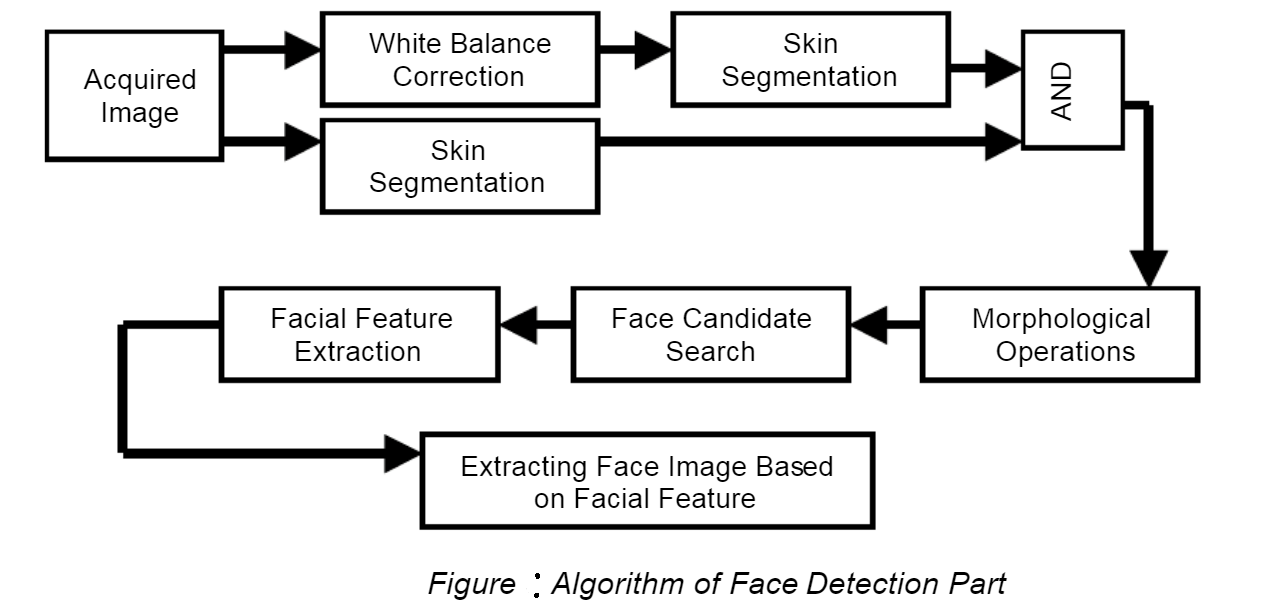 Acquired
Image
White Balance
Correction
Skin
Segmentation
AND
Skin
Segmentation
Morphological
Operations
Face Candidate
Search
Facial Feature
Extraction
Extracting Face Image Based
on Facial Feature
Figure : Algorithm of Face Detection Part